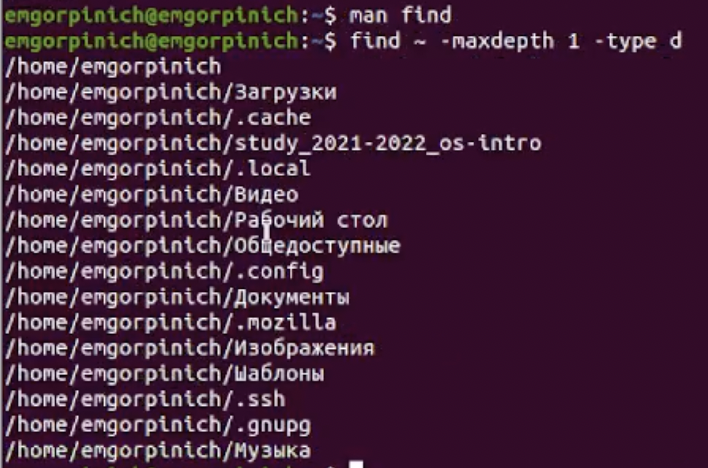 emgorpinich@emgorpinich:~$ man find
emgorpinich@emgorpinich:~$ find ~ -maxdepth 1 -type d
/home/emgorpinich
/home/emgorpinich/Загрузки
/home/emgorpinich/.cache
/home/emgorpinich/study_2021-2022_os-intro
/home/emgorpinich/.local
/home/emgorpinich/Видео
/home/emgorpinich/Рабочий стол
/home/emgorpinich/Общедоступные
/home/emgorpinich/.config
/home/emgorpinich/Документы
/home/emgorpinich/.mozilla
/home/emgorpinich/Изображения
/home/emgorpinich/Шаблоны
/home/emgorpinich/.ssh
/home/emgorpinich/.gnupg
/home/emgorpinich/Музыка